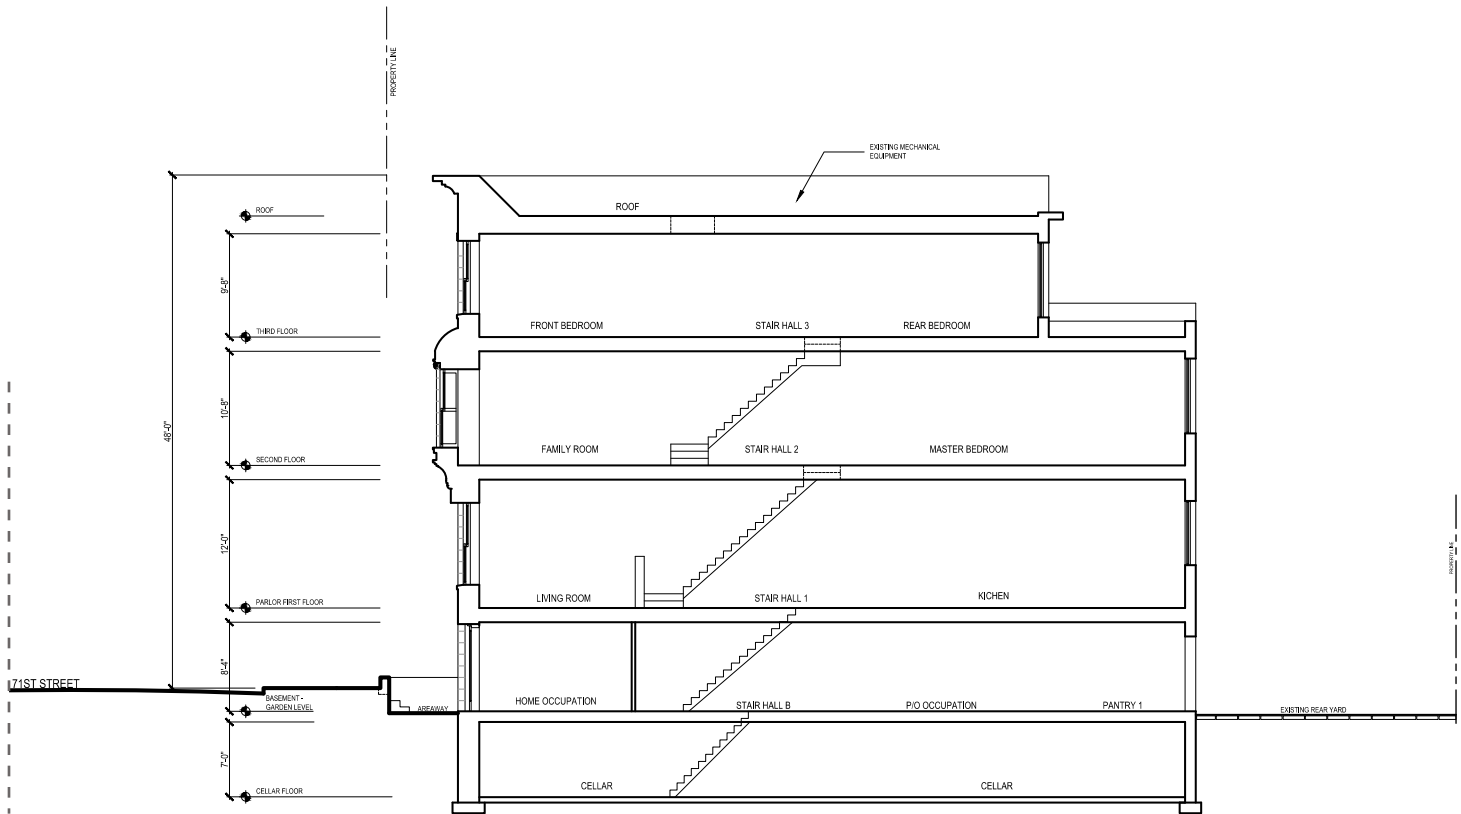 PROPERTY LINE
EXISTING MECHANICAL
EQUIPMENT
ROOF
ROOF
9'-8"
THIRD FLOOR
FRONT BEDROOM
STAIR HALL 3
REAR BEDROOM
48'-0"
10'-8"
SECOND FLOOR
FAMILY ROOM
STAIR HALL 2
MASTER BEDROOM
12'-0"
PARLOR FIRST FLOOR
LIVING ROOM
STAIR HALL 1
KICHEN
PROPERTY LINE
8'-4"
71ST STREET
BASEMENT -
GARDEN LEVEL
AREAWAY
HOME OCCUPATION
STAIR HALL B
P/O OCCUPATION
PANTRY 1
EXISTING REAR YARD
7'-0"
CELLAR FLOOR
CELLAR
CELLAR